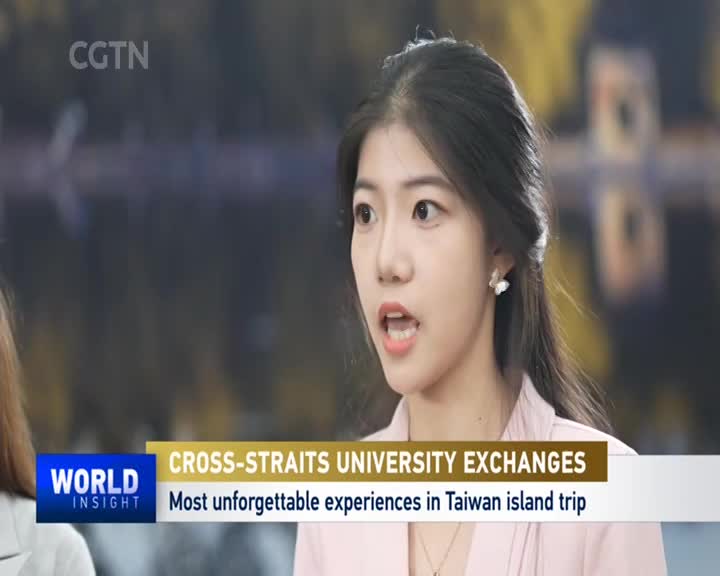 CGTN
CROSS-STRAITS UNIVERSITY EXCHANGES
WORLD
INSIGHT
Most unforgettable experiences in Taiwan island trip